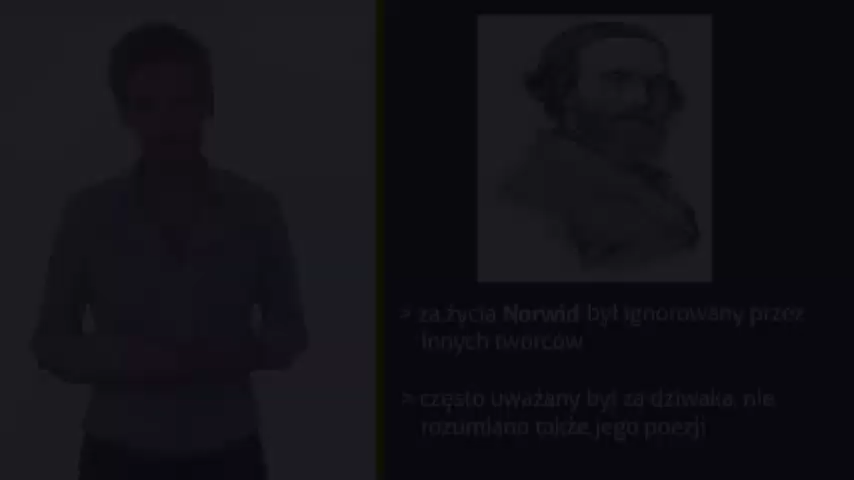 > za życia Norwid był ignorowany przez
innych twórców
> często uważany był za dziwaka, nie
rozumiano także jego poezji